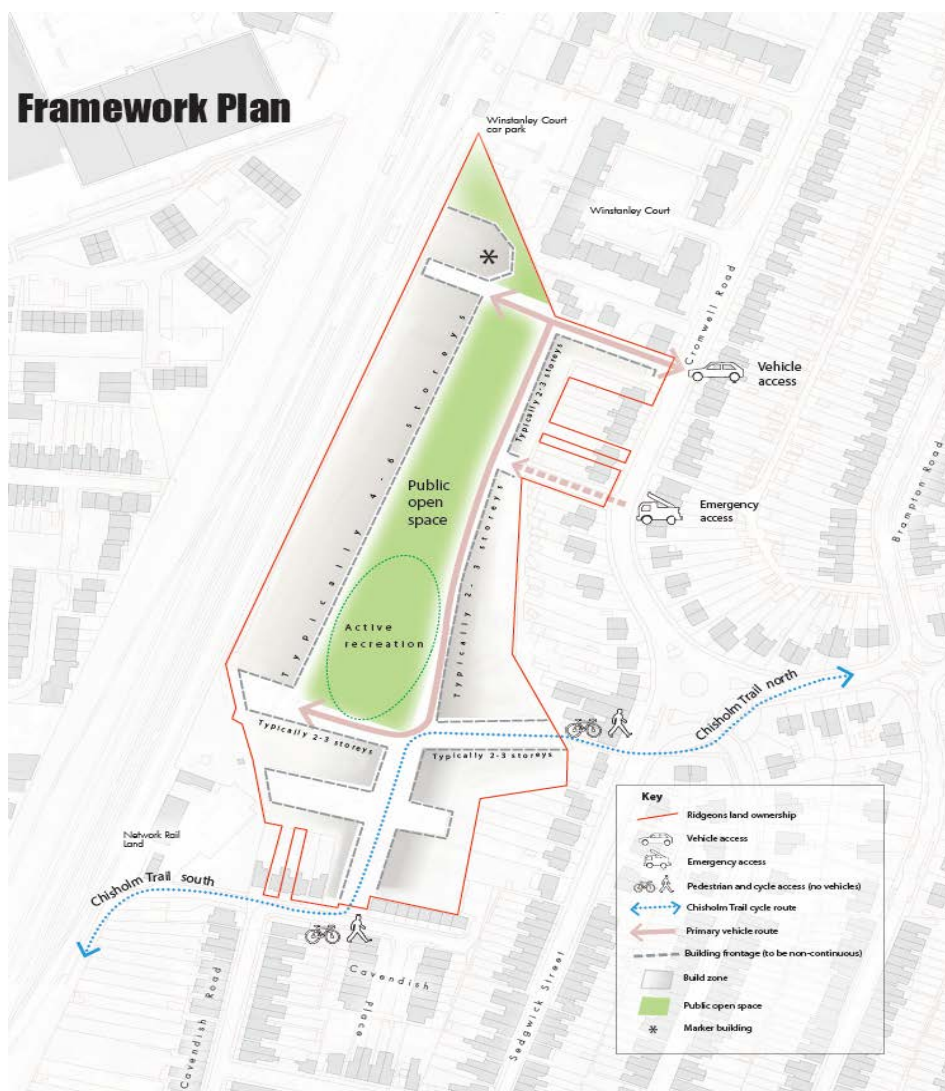 Framework Plan
Winstanley Court
car park
Winstanley Court
Cromwell Road
Vehicle
access
Typically 4-6 storeys
Typically 2-3 storeys
Brampton Road
Public
open
space
Emergency
access
Typically 2-3 storeys
Active
recreation
Chisholm Trail north
Typically 2-3 storeys
Typically 2-3 storeys
Network Rail
Land
Chisholm Trail south
Cavendish Road
Cavendish
Place
Sedgwick Street
Key
Ridgeons land ownership
Vehicle access
Emergency access
Pedestrian and cycle access (no vehicles)
Chisholm Trail cycle route
Primary vehicle route
Building frontage (to be non-continuous)
Build zone
Public open space
Marker building